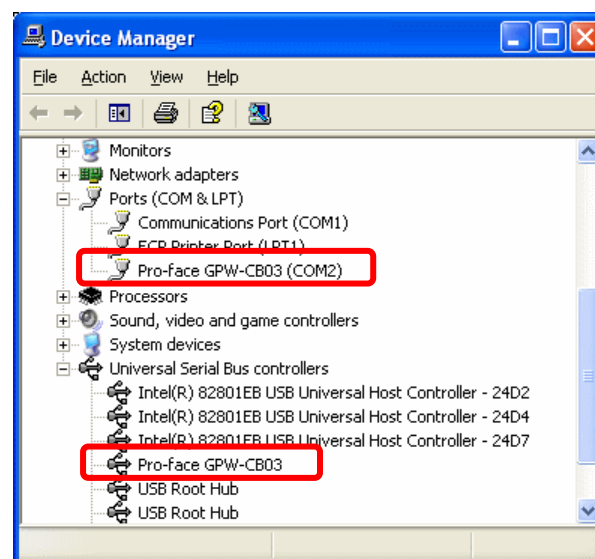 Device Manager
File Action View Help
Monitors
Network adapters
Ports (COM & LPT)
Communications Port (COM1)
ECP Printer Port (LPT1)
Pro-face GPW-CB03 (COM2)
Processors
Sound, video and game controllers
System devices
Universal Serial Bus controllers
Intel(R) 82801EB USB Universal Host Controller - 24D2
Intel(R) 82801EB USB Universal Host Controller - 24D4
Intel(R) 82801EB USB Universal Host Controller - 24D7
Pro-face GPW-CB03
USB Root Hub
USB Root Hub